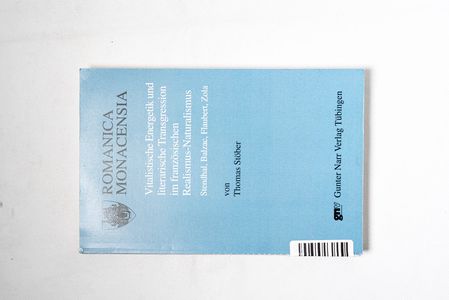 ROMANICA
MONACENSIA
Vitalistische Energetik und
literarische Transgression
im französischen
Realismus-Naturalismus
Stendhal, Balzac, Flaubert, Zola
von
Thomas Stöber
gnv Gunter Narr Verlag Tübingen